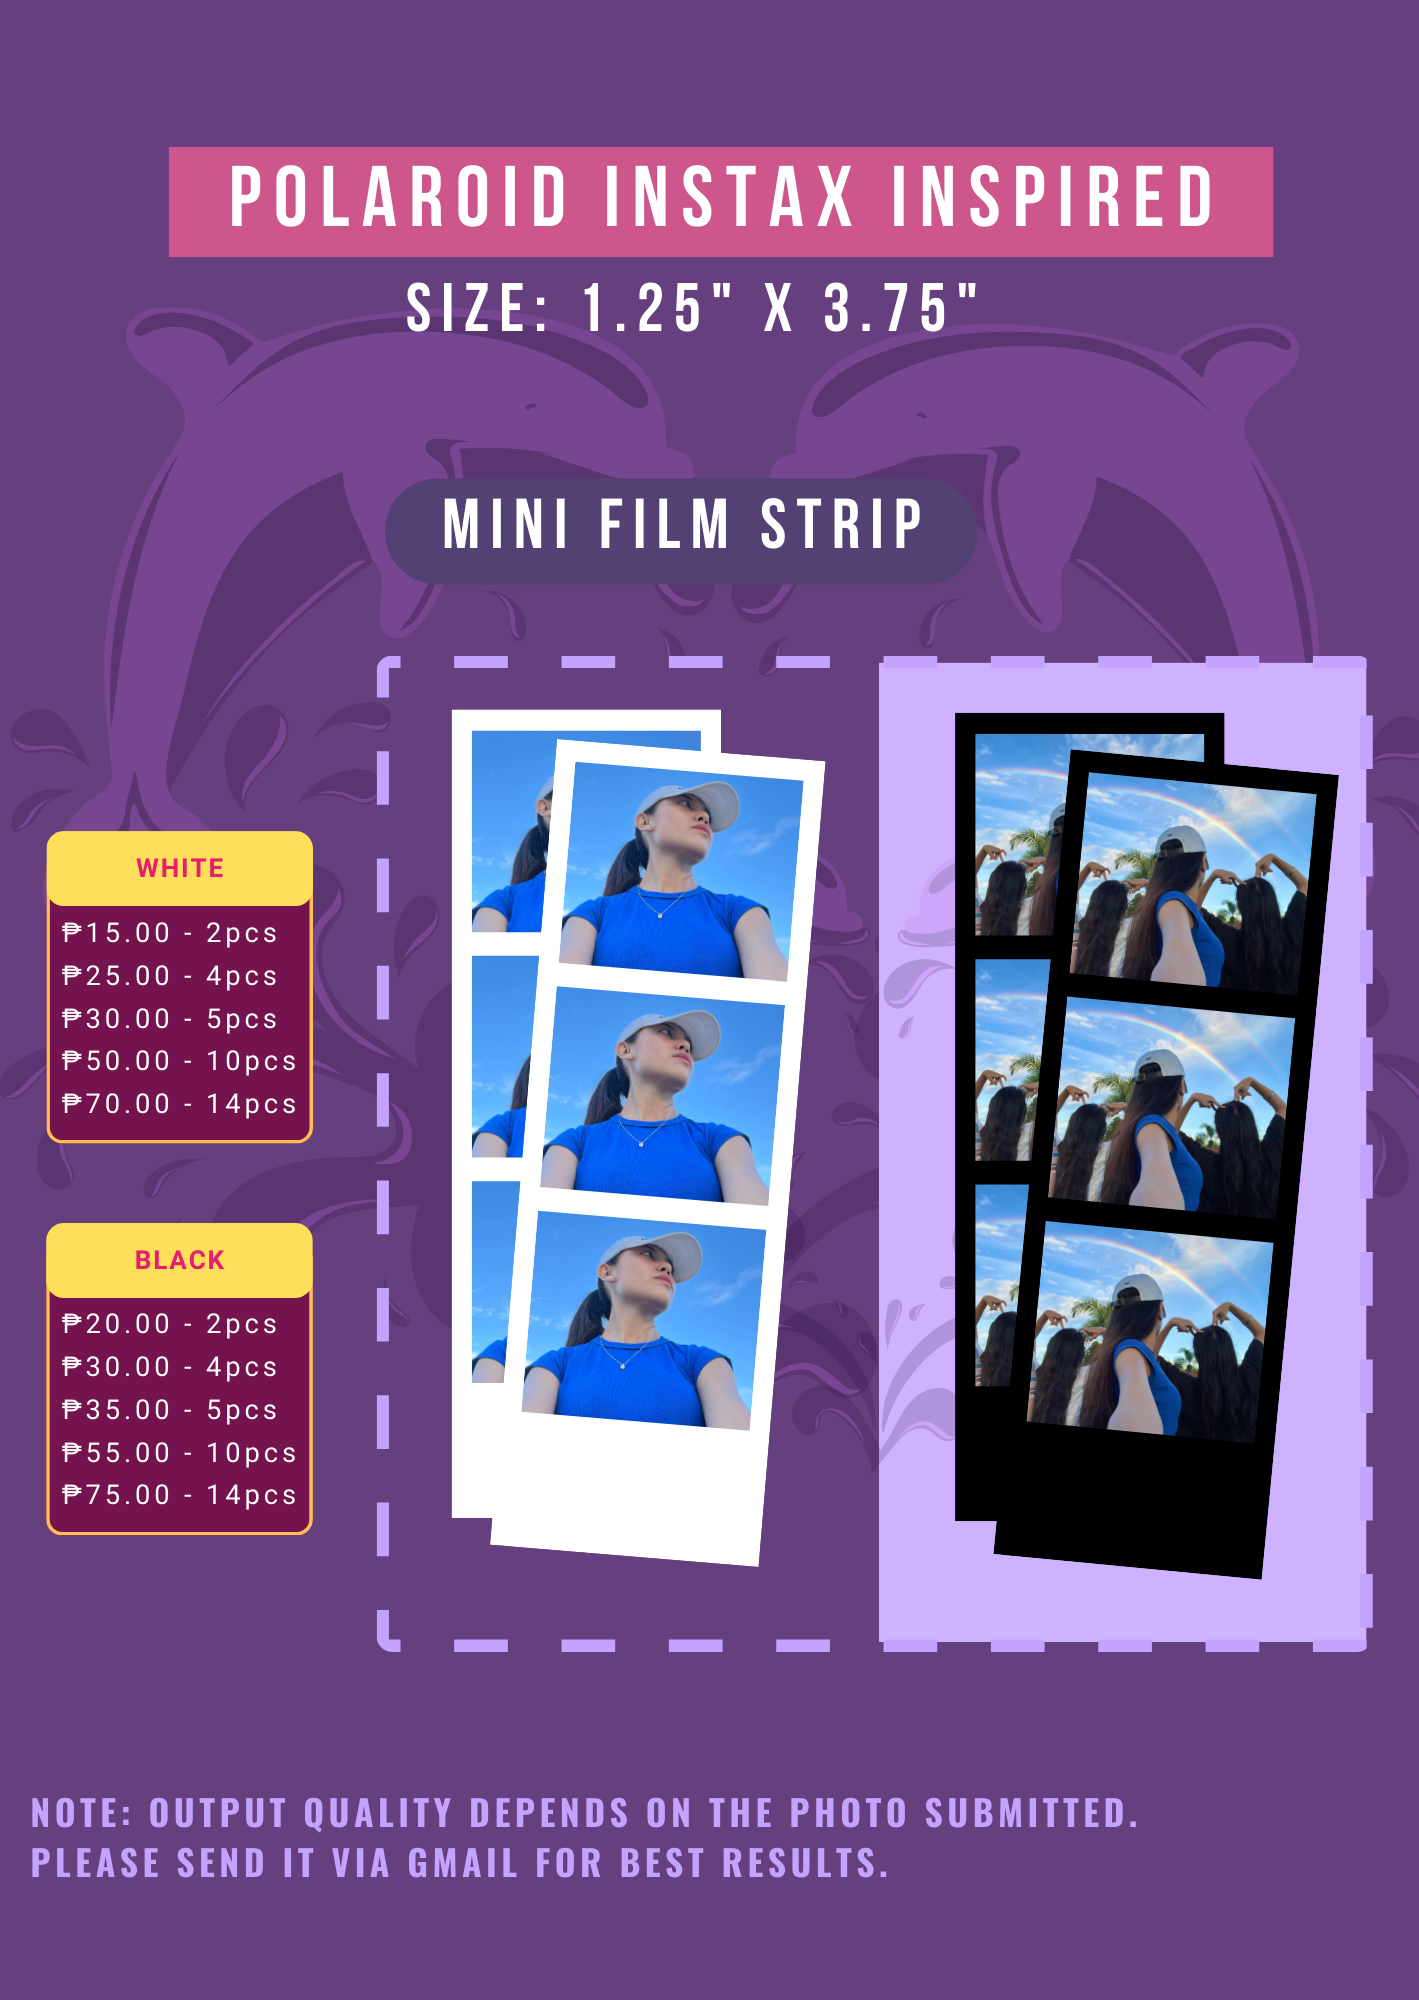 POLAROID INSTAX INSPIRED
SIZE: 1.25" X 3.75"
MINI FILM STRIP
WHITE
₱15.00 - 2pcs
₱25.00 - 4pcs
₱30.00 - 5pcs
₱50.00 - 10pcs
₱70.00 - 14pcs
BLACK
₱20.00 - 2pcs
₱30.00 - 4pcs
₱35.00 - 5pcs
₱55.00 - 10pcs
₱75.00 - 14pcs
NOTE: OUTPUT QUALITY DEPENDS ON THE PHOTO SUBMITTED.
PLEASE SEND IT VIA GMAIL FOR BEST RESULTS.